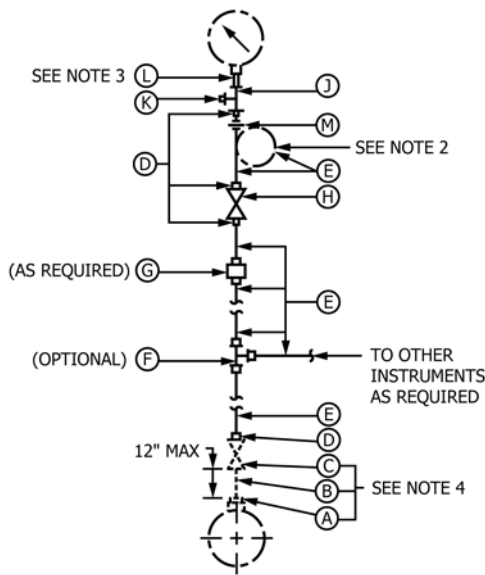 SEE NOTE 3 L
J
K
M
D
SEE NOTE 2
E
H
(AS REQUIRED) G
E
(OPTIONAL) F
TO OTHER
INSTRUMENTS
AS REQUIRED
E
D
12" MAX
C
B
SEE NOTE 4
A